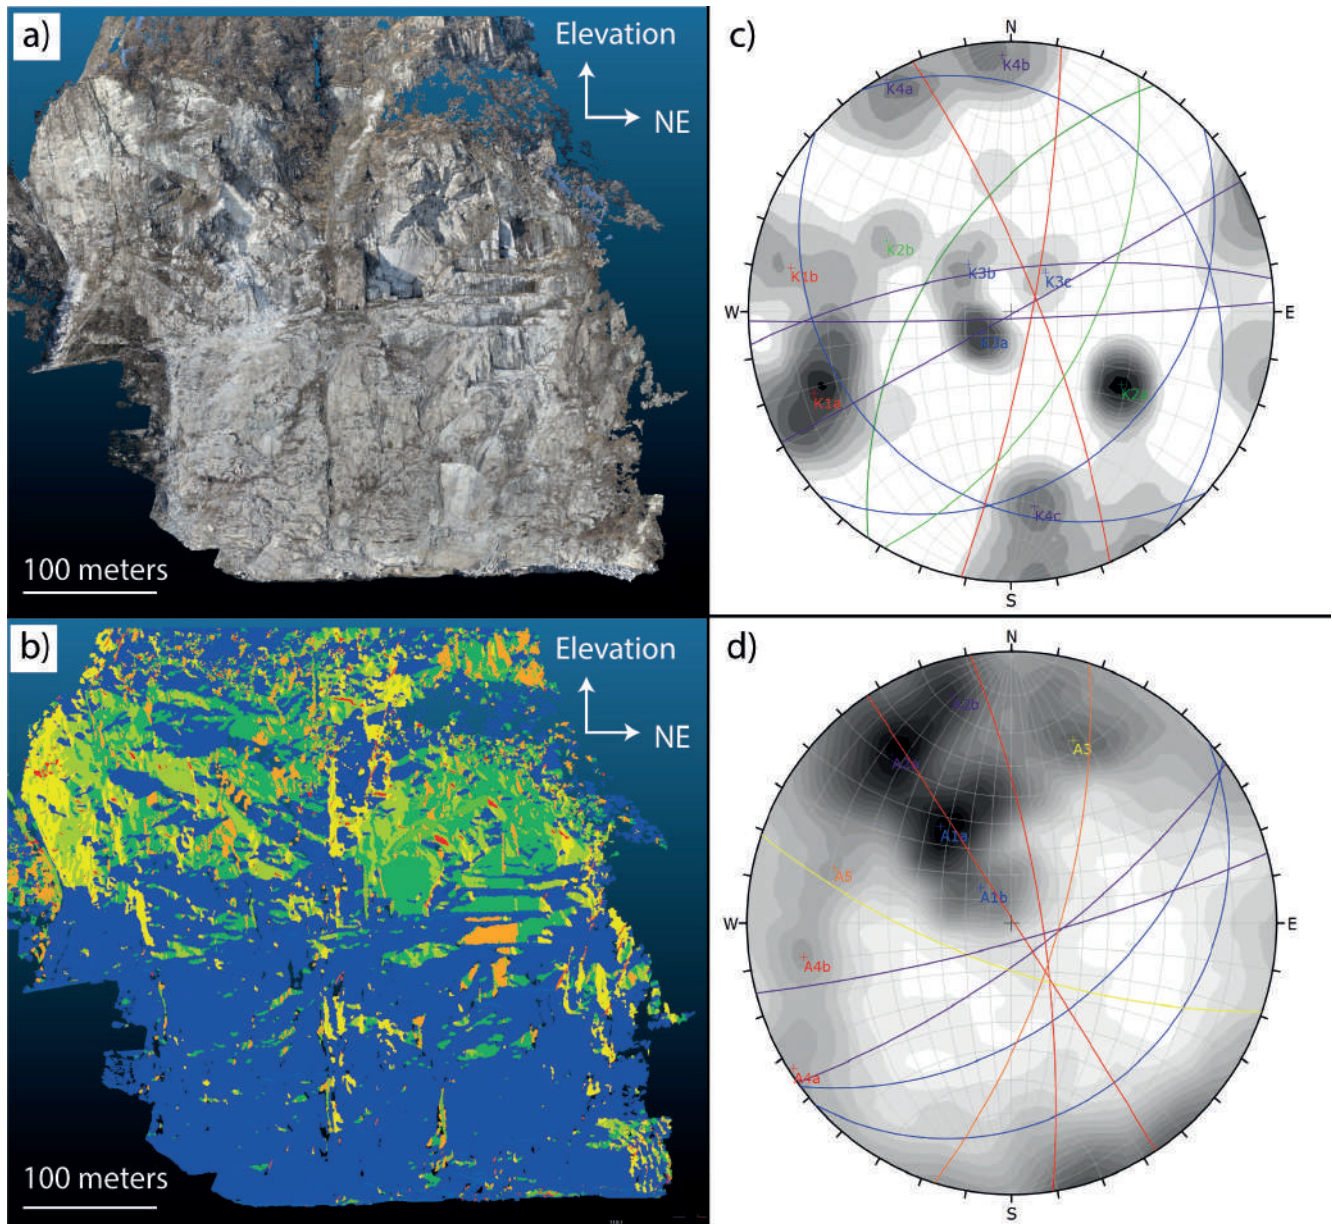 a)
Elevation
NE
100 meters
b)
Elevation
NE
100 meters
c)
N
K4b
K4a
K2b
K1b
K3b
K3c
W
E
K3a
K1a
K2a
K4c
S
d)
N
A2b
A3
A2a
A1a
A5
A1b
W
E
A4b
A4a
S